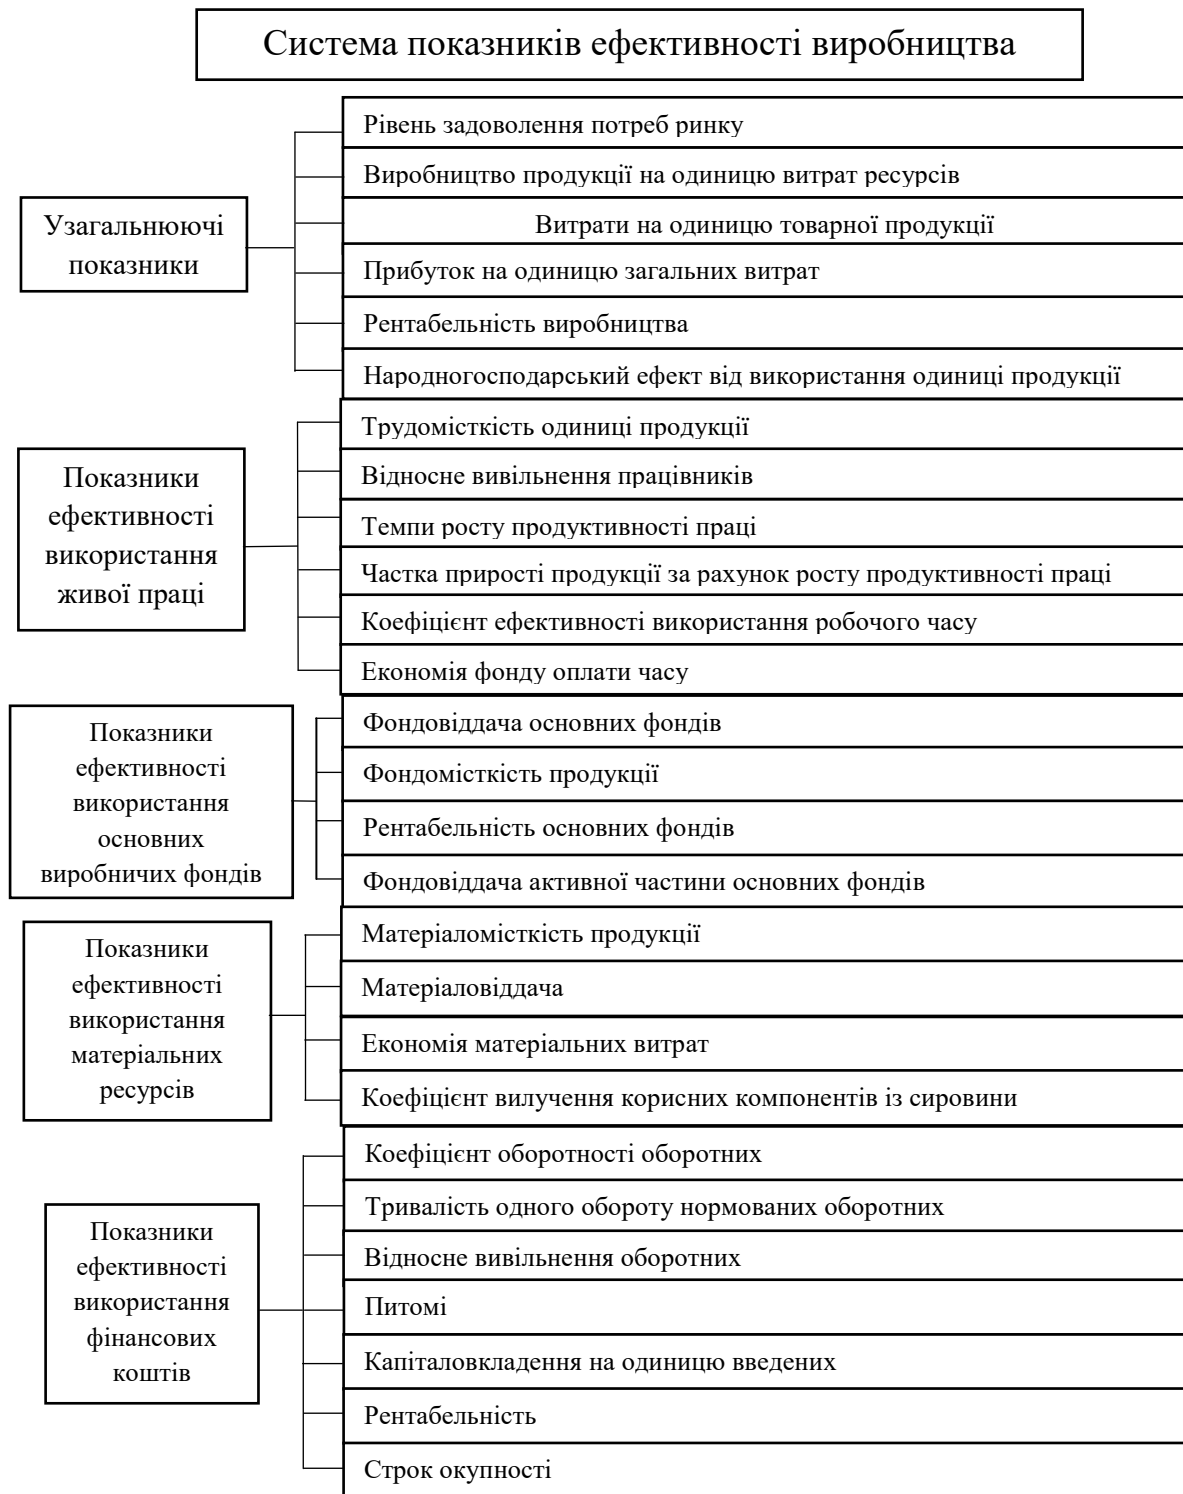 Система показників ефективності виробництва
Узагальнюючі
показники
Рівень задоволення потреб ринку
Виробництво продукції на одиницю витрат ресурсів
Витрати на одиницю товарної продукції
Прибуток на одиницю загальних витрат
Рентабельність виробництва
Народногосподарський ефект від використання одиниці продукції
Показники
ефективності
використання
живої праці
Трудомісткість одиниці продукції
Відносне вивільнення працівників
Темпи росту продуктивності праці
Частка прирості продукції за рахунок росту продуктивності праці
Коефіцієнт ефективності використання робочого часу
Економія фонду оплати часу
Показники
ефективності
використання
основних
виробничих фондів
Фондовіддача основних фондів
Фондомісткість продукції
Рентабельність основних фондів
Фондовіддача активної частини основних фондів
Показники
ефективності
використання
матеріальних
ресурсів
Матеріаломісткість продукції
Матеріаловіддача
Економія матеріальних витрат
Коефіцієнт вилучення корисних компонентів із сировини
Показники
ефективності
використання
фінансових
коштів
Коефіцієнт оборотності оборотних
Тривалість одного обороту нормованих оборотних
Відносне вивільнення оборотних
Питомі
Капіталовкладення на одиницю введених
Рентабельність
Строк окупності